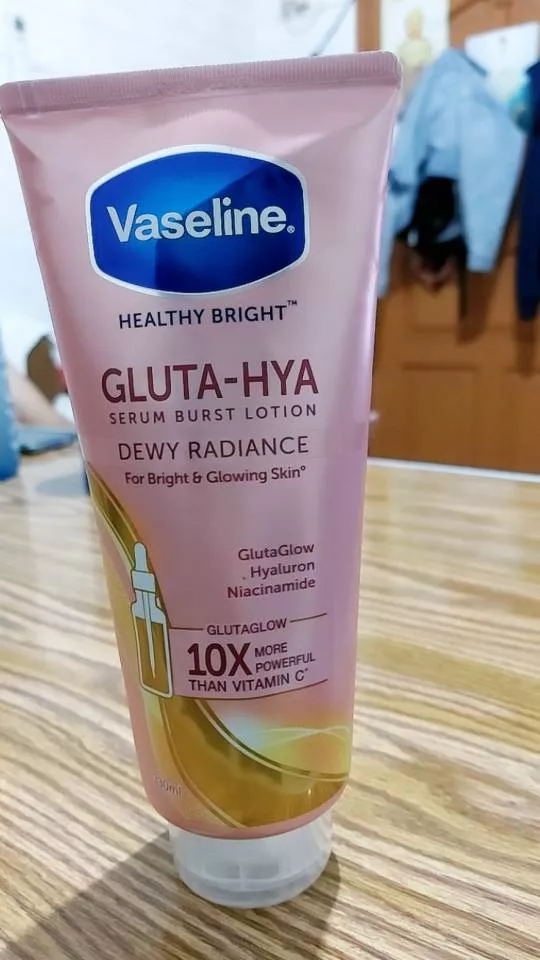 Vaseline®
HEALTHY BRIGHT™
GLUTA-HYA
SERUM BURST LOTION
DEWY RADIANCE
For Bright & Glowing Skin°
GlutaGlow
Hyaluron
Niacinamide
GLUTAGLOW
10X MORE
POWERFUL
THAN VITAMIN C*